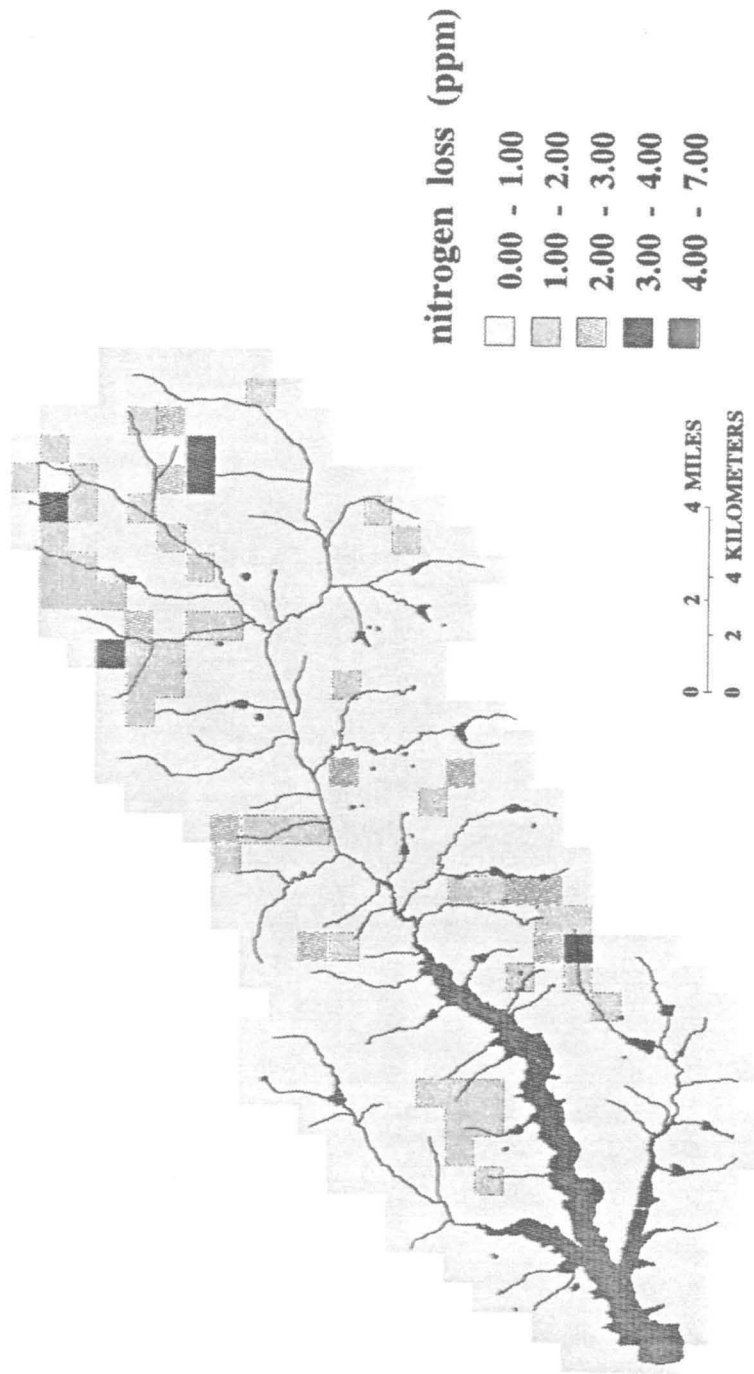 nitrogen loss (ppm)
0.00 - 1.00
1.00 - 2.00
2.00 - 3.00
3.00 - 4.00
4.00 - 7.00
0 2 4 MILES
0 2 4 KILOMETERS